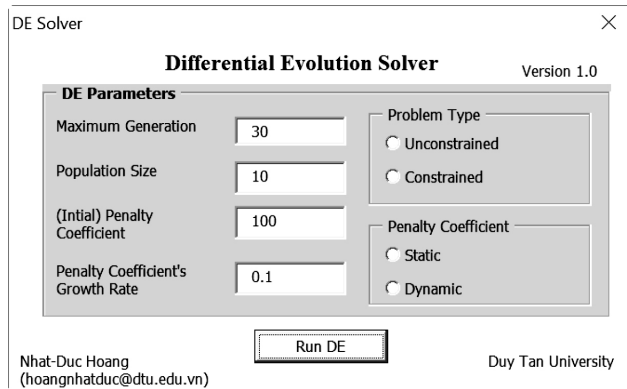 DE Solver
Differential Evolution Solver
Version 1.0
DE Parameters
Maximum Generation
30
Population Size
10
(Intial) Penalty
Coefficient
100
Penalty Coefficient's
Growth Rate
0.1
Problem Type
Unconstrained
Constrained
Penalty Coefficient
Static
Dynamic
Run DE
Nhat-Duc Hoang
(hoangnhatduc@dtu.edu.vn)
Duy Tan University